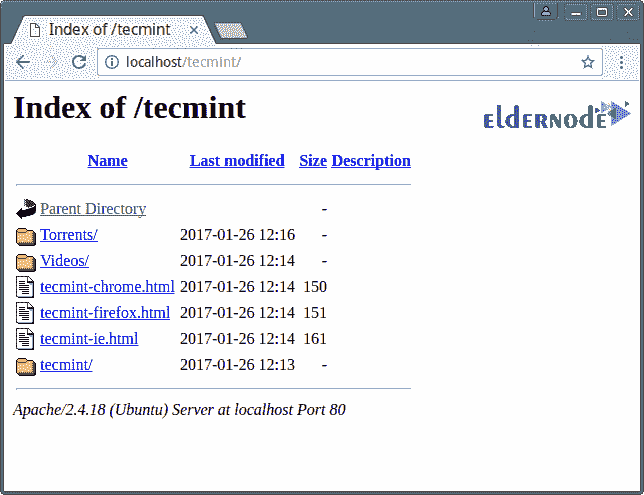 Index of /tecmint
localhost/tecmint/
Index of /tecmint
eldernode
Name Last modified Size Description
Parent Directory -
Torrents/ 2017-01-26 12:16 -
Videos/ 2017-01-26 12:14 -
tecmint-chrome.html 2017-01-26 12:14 150
tecmint-firefox.html 2017-01-26 12:14 151
tecmint-ie.html 2017-01-26 12:14 161
tecmint/ 2017-01-26 12:13 -
Apache/2.4.18 (Ubuntu) Server at localhost Port 80